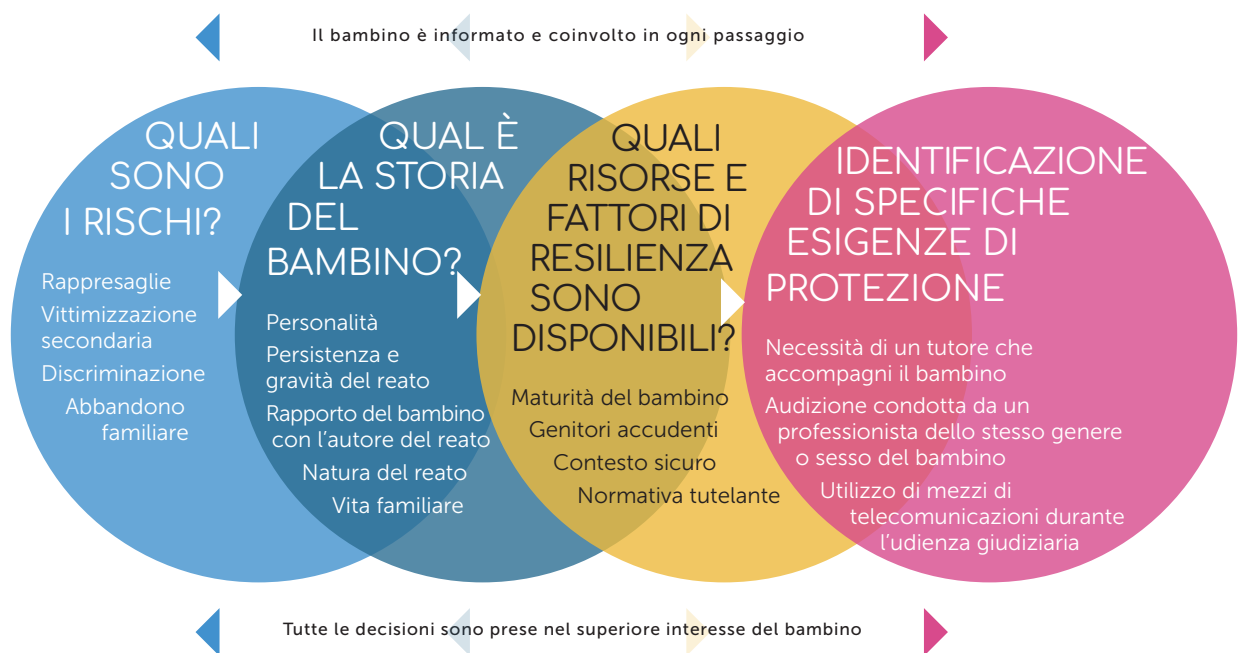 Il bambino è informato e coinvolto in ogni passaggio
QUALI
SONO
I RISCHI?
Rappresaglie
Vittimizzazione
secondaria
Discriminazione
Abbandono
familiare
QUAL È
LA STORIA
DEL
BAMBINO?
Personalità
Persistenza e
gravità del reato
Rapporto del bambino
con l'autore del reato
Natura del reato
Vita familiare
QUALI
RISORSE E
FATTORI DI
RESILIENZA
SONO
DISPONIBILI?
Maturità del bambino
Genitori accudenti
Contesto sicuro
Normativa tutelante
IDENTIFICAZIONE
DI SPECIFICHE
ESIGENZE DI
PROTEZIONE
Necessità di un tutore che
accompagni il bambino
Audizione condotta da un
professionista dello stesso genere
o sesso del bambino
Utilizzo di mezzi di
telecomunicazioni durante
l'udienza giudiziaria
Tutte le decisioni sono prese nel superiore interesse del bambino